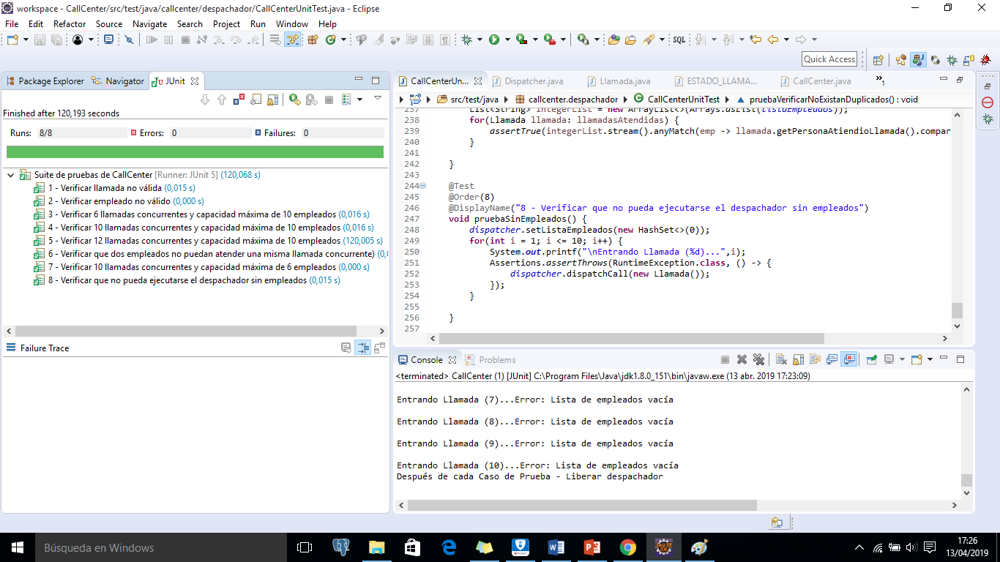 workspace - CallCenter/src/test/java/callcenter/despachador/CallCenterUnitTest.java - Eclipse
File Edit Refactor Source Navigate Search Project Run Window Help
SQL
Quick Access
Package Explorer Navigator JUnit
Finished after 120,193 seconds
Runs: 8/8 Errors: 0 Failures: 0
Suite de pruebas de CallCenter [Runner: JUnit 5] (120,068 s)
1 - Verificar llamada no válida (0,015 s)
2 - Verificar empleado no válido (0,000 s)
3 - Verificar 6 llamadas concurrentes y capacidad máxima de 10 empleados (0,016 s)
4 - Verificar 10 llamadas concurrentes y capacidad máxima de 10 empleados (0,016 s)
5 - Verificar 12 llamadas concurrentes y capacidad máxima de 10 empleados (120,005 s)
6 - Verificar que dos empleados no puedan atender una misma llamada concurrente) (0,0
7 - Verificar 10 llamadas concurrentes y capacidad máxima de 6 empleados (0,000 s)
8 - Verificar que no pueda ejecutarse el despachador sin empleados (0,015 s)
Failure Trace
CallCenterUn... Dispatcher.java Llamada.java ESTADO_LLAMA... CallCenter.java »1
src/test/java callcenter.despachador CallCenterUnitTest pruebaVerificarNoExistanDuplicados() : void
237 List<String> integerList = new ArrayList<>(Arrays.asList(listaEmpleados));
238 for(Llamada llamada: llamadasAtendidas) {
239 assertTrue(integerList.stream().anyMatch(emp -> llamada.getPersonaAtiendioLlamada().compar
240 }
241
242 }
243
244 @Test
245 @Order(8)
246 @DisplayName("8 - Verificar que no pueda ejecutarse el despachador sin empleados")
247 void pruebaSinEmpleados() {
248 dispatcher.setListaEmpleados(new HashSet<>(0));
249 for(int i = 1; i <= 10; i++) {
250 System.out.printf("\nEntrando Llamada (%d)...",i);
251 Assertions.assertThrows(RuntimeException.class, () -> {
252 dispatcher.dispatchCall(new Llamada());
253 });
254 }
255
256 }
257
Console Problems
<terminated> CallCenter (1) [JUnit] C:\Program Files\Java\jdk1.8.0_151\bin\javaw.exe (13 abr. 2019 17:23:09)
Entrando Llamada (7)...Error: Lista de empleados vacía
Entrando Llamada (8)...Error: Lista de empleados vacía
Entrando Llamada (9)...Error: Lista de empleados vacía
Entrando Llamada (10)...Error: Lista de empleados vacía
Después de cada Caso de Prueba - Liberar despachador
Búsqueda en Windows
17:26
13/04/2019